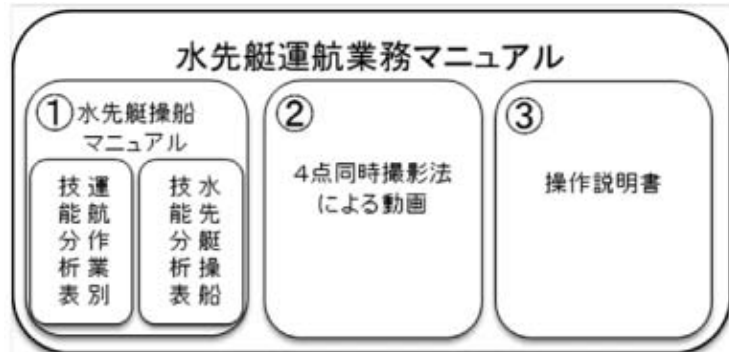 水先艇運航業務マニュアル
①水先艇操船
マニュアル
運航作業別
技能分析表
水先艇操船
技能分析表
②
4点同時撮影法
による動画
③
操作説明書